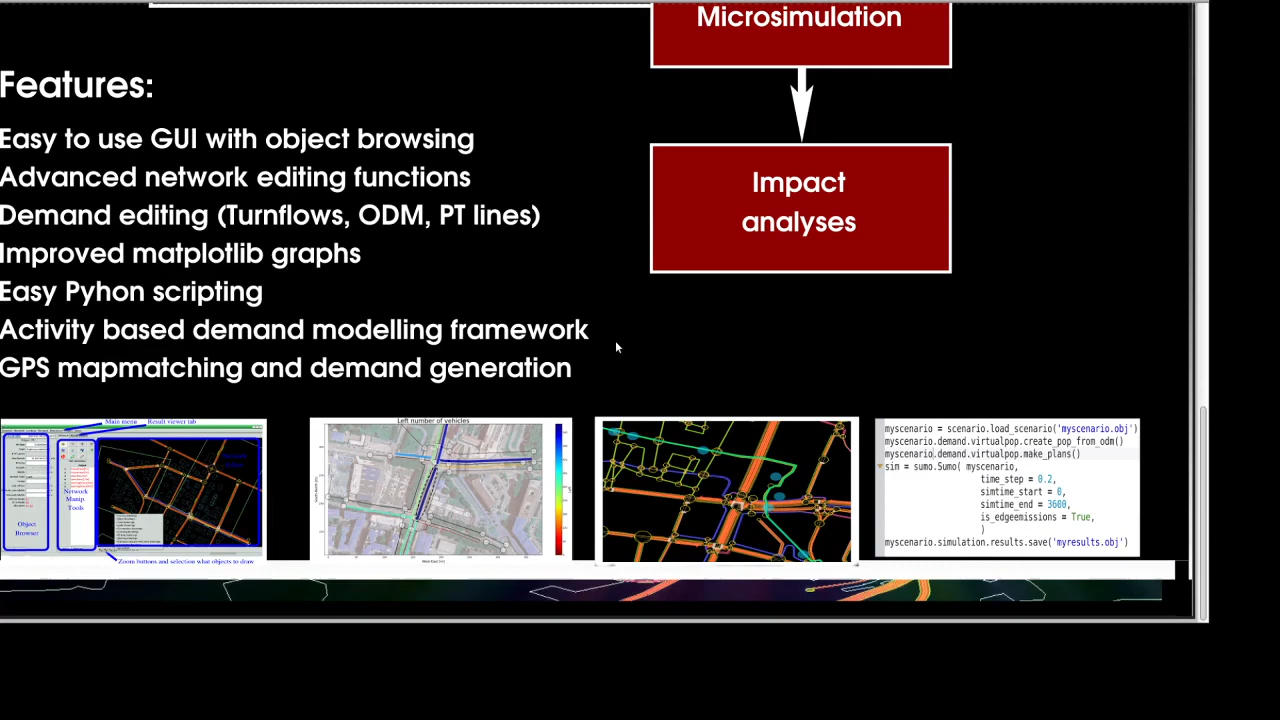 Microsimulation
Features:
Easy to use GUI with object browsing
Advanced network editing functions
Demand editing (Turnflows, ODM, PT lines)
Improved matplotlib graphs
Easy Pyhon scripting
Activity based demand modelling framework
GPS mapmatching and demand generation
Impact
analyses
Main menu
Result viewer tab
Network
Manip.
Tools
Object
Browser
Zoom buttons and selection what objects to draw
Left number of vehicles
myscenario = scenario.load_scenario('myscenario.obj')
myscenario.demand.virtualpop.create_pop_from_odm()
myscenario.demand.virtualpop.make_plans()
sim = sumo.Sumo( myscenario,
time_step = 0.2,
simtime_start = 0,
simtime_end = 3600,
is_edgeemissions = True,
)
myscenario.simulation.results.save('myresults.obj')